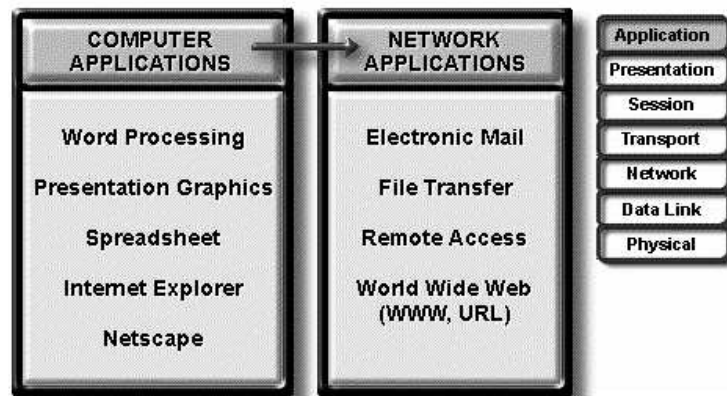 COMPUTER
APPLICATIONS
Word Processing
Presentation Graphics
Spreadsheet
Internet Explorer
Netscape
NETWORK
APPLICATIONS
Electronic Mail
File Transfer
Remote Access
World Wide Web
(WWW, URL)
Application
Presentation
Session
Transport
Network
Data Link
Physical